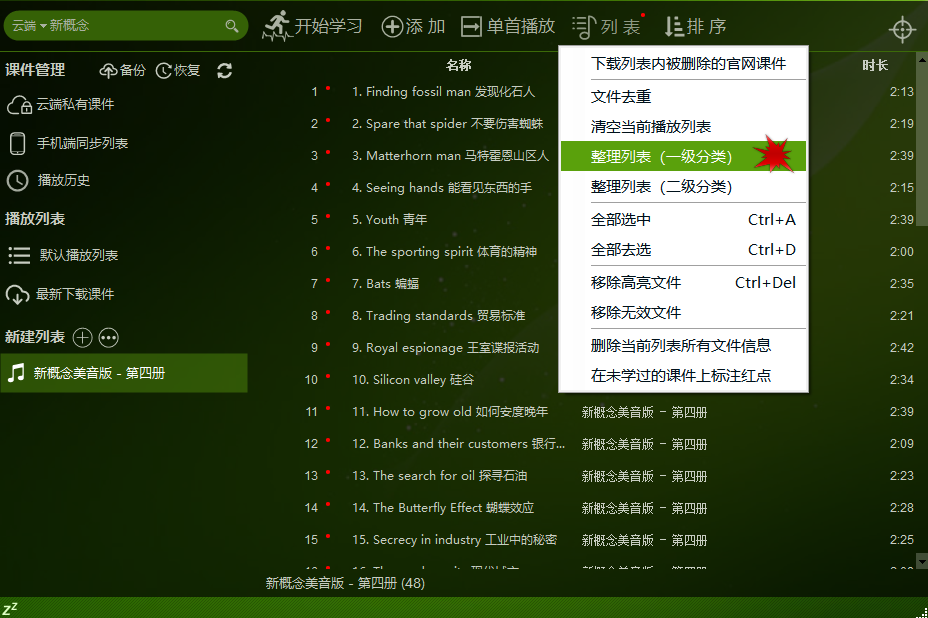 云端 新概念
开始学习 添 加 单首播放 列 表 排 序
课件管理 备份 恢复
云端私有课件
手机端同步列表
播放历史
播放列表
默认播放列表
最新下载课件
新建列表
新概念美音版 - 第四册
名称 时长
1 1. Finding fossil man 发现化石人 2:13
2 2. Spare that spider 不要伤害蜘蛛 2:19
3 3. Matterhorn man 马特霍恩山区人 2:39
4 4. Seeing hands 能看见东西的手 2:15
5 5. Youth 青年 2:39
6 6. The sporting spirit 体育的精神 2:00
7 7. Bats 蝙蝠 2:35
8 8. Trading standards 贸易标准 2:21
9 9. Royal espionage 王室谍报活动 2:42
10 10. Silicon valley 硅谷 2:34
11 11. How to grow old 如何安度晚年 新概念美音版 - 第四册 2:39
12 12. Banks and their customers 银行... 新概念美音版 - 第四册 2:09
13 13. The search for oil 探寻石油 新概念美音版 - 第四册 2:23
14 14. The Butterfly Effect 蝴蝶效应 新概念美音版 - 第四册 2:28
15 15. Secrecy in industry 工业中的秘密 新概念美音版 - 第四册 2:25
下载列表内被删除的官网课件
文件去重
清空当前播放列表
整理列表（一级分类）
整理列表（二级分类）
全部选中 Ctrl+A
全部去选 Ctrl+D
移除高亮文件 Ctrl+Del
移除无效文件
删除当前列表所有文件信息
在未学过的课件上标注红点
新概念美音版 - 第四册 (48)
zz